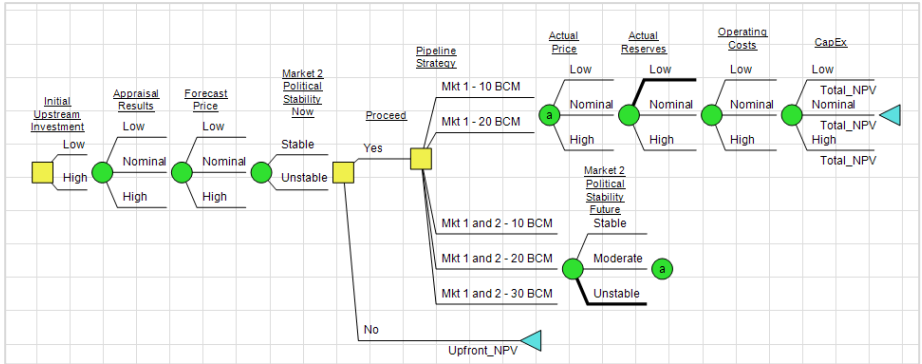 Initial
Upstream
Investment
Low
High
Appraisal
Results
Low
Nominal
High
Forecast
Price
Low
Nominal
High
Market 2
Political
Stability
Now
Stable
Unstable
Proceed
Yes
No
Upfront_NPV
Pipeline
Strategy
Mkt 1 - 10 BCM
Mkt 1 - 20 BCM
Mkt 1 and 2 - 10 BCM
Mkt 1 and 2 - 20 BCM
Mkt 1 and 2 - 30 BCM
Actual
Price
a
Low
Nominal
High
Actual
Reserves
Low
Nominal
High
Operating
Costs
Low
Nominal
High
CapEx
Low
Total_NPV
Nominal
Total_NPV
High
Total_NPV
Market 2
Political
Stability
Future
Stable
Moderate
a
Unstable